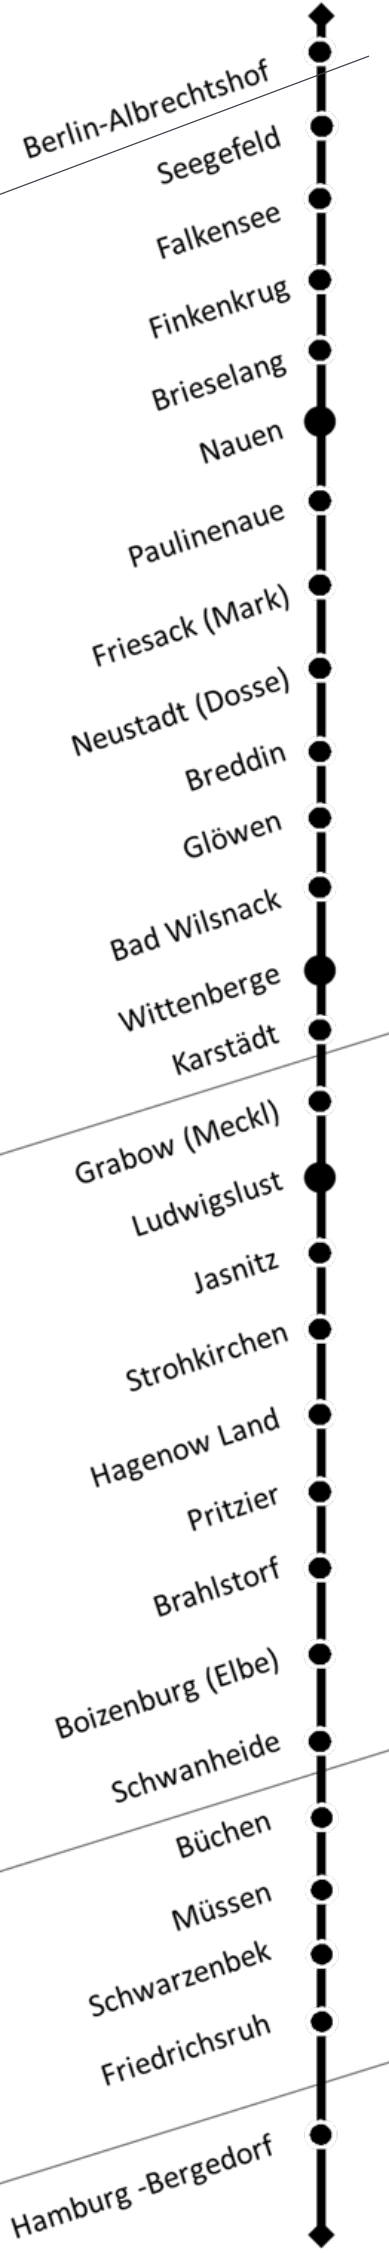 Berlin-Albrechtshof
Seegefeld
Falkensee
Finkenkrug
Brieselang
Nauen
Paulinenaue
Friesack (Mark)
Neustadt (Dosse)
Breddin
Glöwen
Bad Wilsnack
Wittenberge
Karstädt
Grabow (Meckl)
Ludwigslust
Jasnitz
Strohkirchen
Hagenow Land
Pritzier
Brahlstorf
Boizenburg (Elbe)
Schwanheide
Büchen
Müssen
Schwarzenbek
Friedrichsruh
Hamburg -Bergedorf